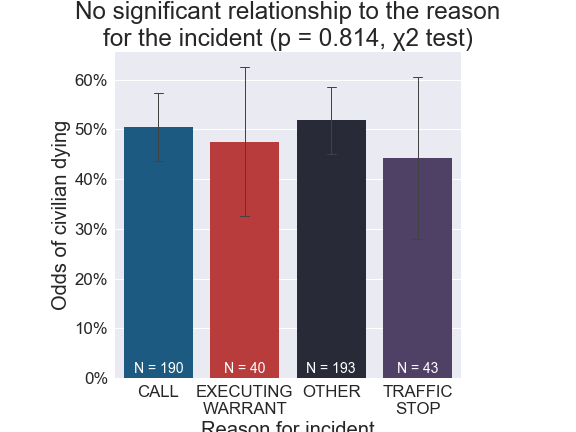 No significant relationship to the reason
for the incident (p = 0.814, χ2 test)
Odds of civilian dying
60%
50%
40%
30%
20%
10%
0%
N = 190
N = 40
N = 193
N = 43
CALL
EXECUTING
WARRANT
OTHER
TRAFFIC
STOP
Reason for incident